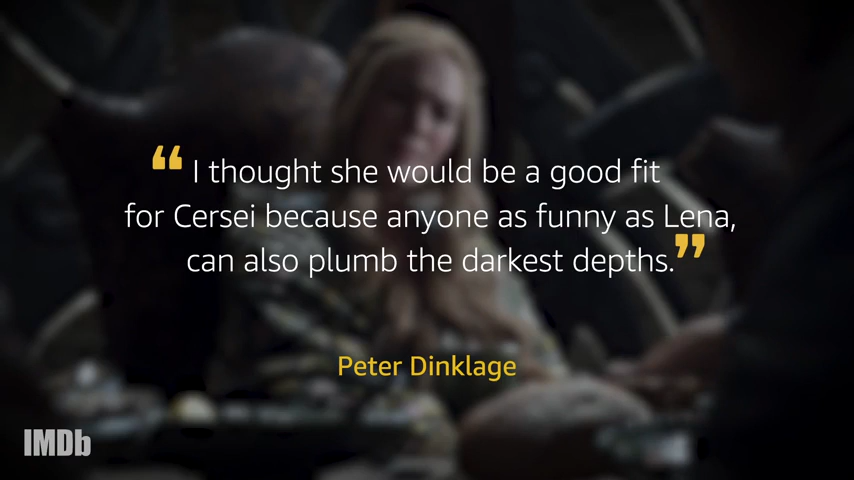 “ I thought she would be a good fit
for Cersei because anyone as funny as Lena,
can also plumb the darkest depths.”
Peter Dinklage
IMDb